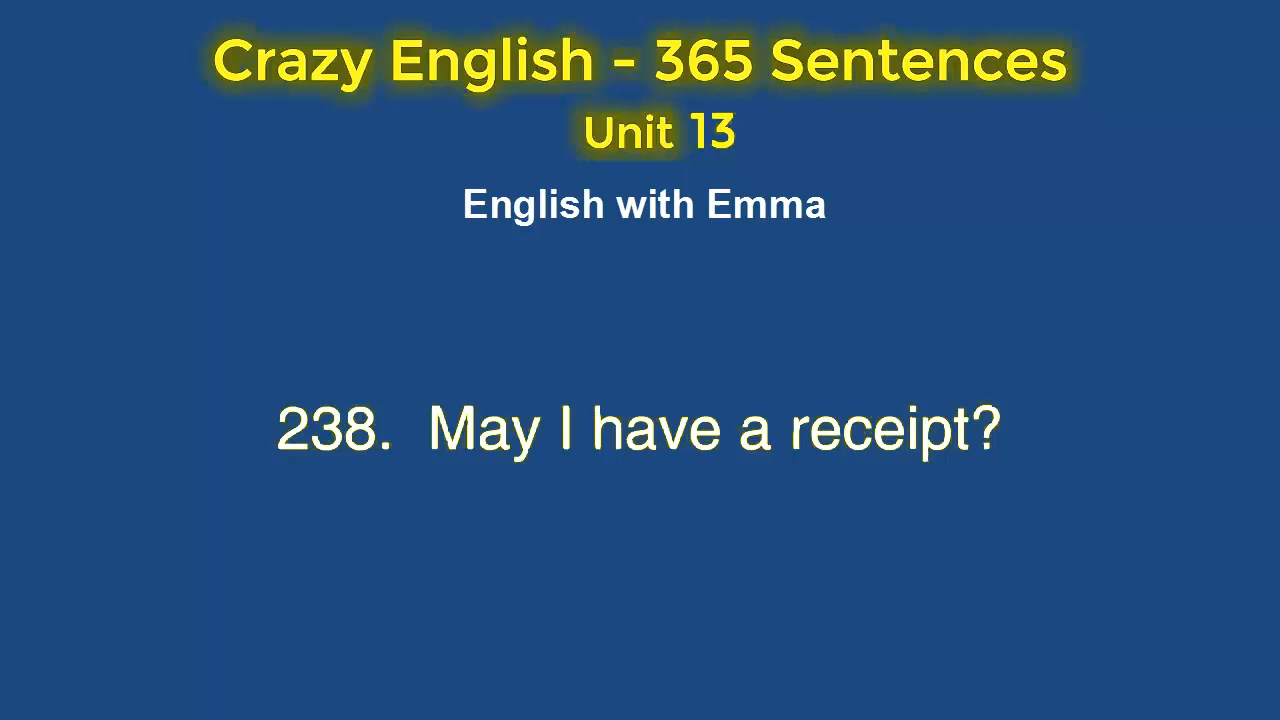 Crazy English - 365 Sentences
Unit 13
English with Emma
238. May I have a receipt?